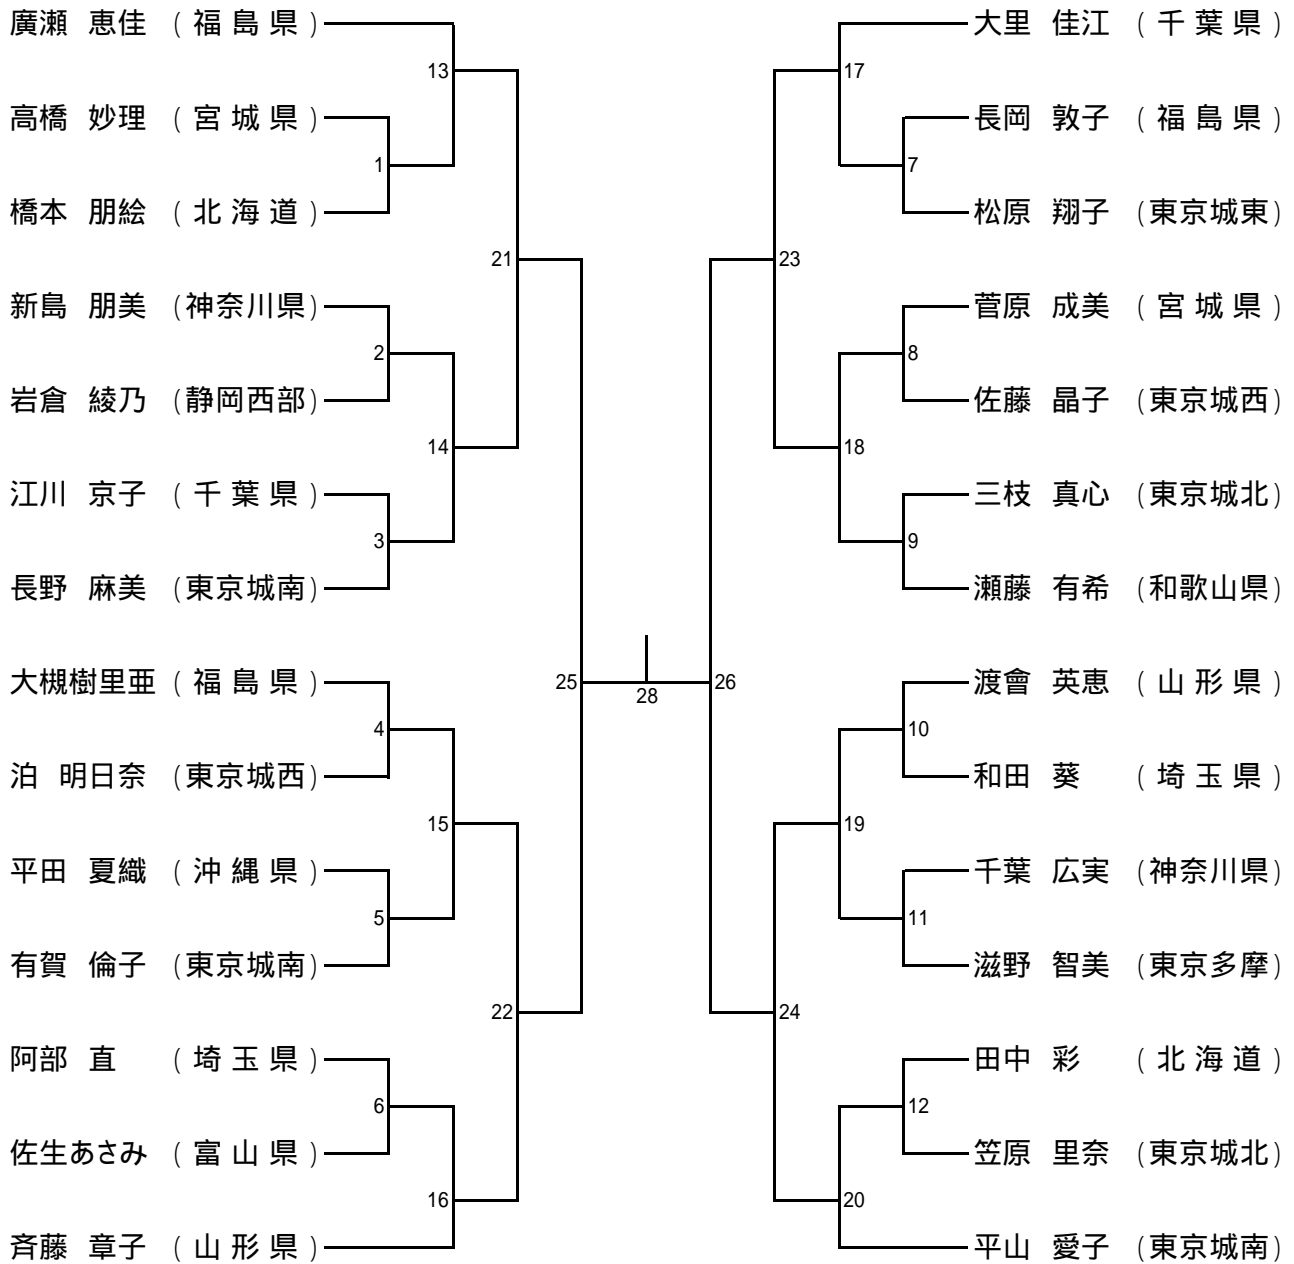 廣瀬 恵佳 ( 福 島 県 )
13
高橋 妙理 ( 宮 城 県 )
1
橋本 朋絵 ( 北 海 道 )
21
新島 朋美 (神奈川県)
2
岩倉 綾乃 (静岡西部)
14
江川 京子 ( 千 葉 県 )
3
長野 麻美 (東京城南)
25
大槻樹里亜 ( 福 島 県 )
4
泊 明日奈 (東京城西)
15
平田 夏織 ( 沖 縄 県 )
5
有賀 倫子 (東京城南)
22
阿部 直 ( 埼 玉 県 )
6
佐生あさみ ( 富 山 県 )
16
斉藤 章子 ( 山 形 県 )
28
大里 佳江 ( 千 葉 県 )
17
長岡 敦子 ( 福 島 県 )
7
松原 翔子 (東京城東)
23
菅原 成美 ( 宮 城 県 )
8
佐藤 晶子 (東京城西)
18
三枝 真心 (東京城北)
9
瀬藤 有希 (和歌山県)
26
渡會 英恵 ( 山 形 県 )
10
和田 葵 ( 埼 玉 県 )
19
千葉 広実 (神奈川県)
11
滋野 智美 (東京多摩)
24
田中 彩 ( 北 海 道 )
12
笠原 里奈 (東京城北)
20
平山 愛子 (東京城南)